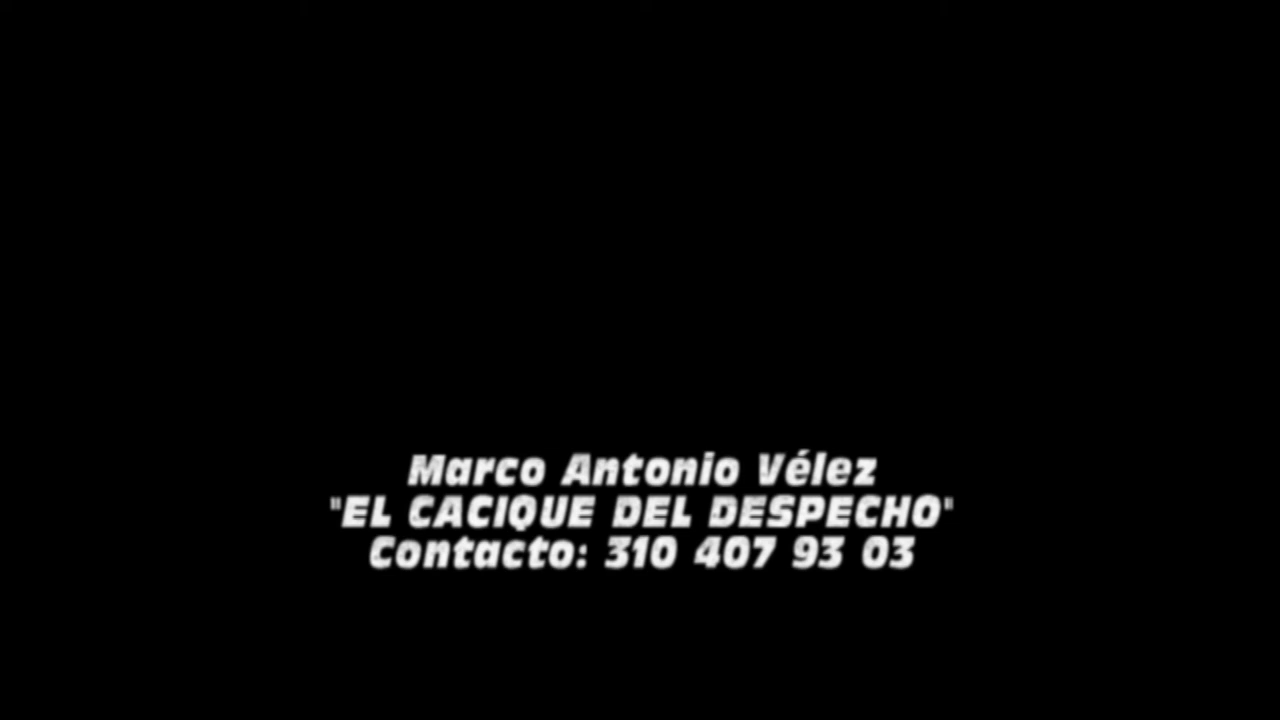 Marco Antonio Vélez
"EL CACIQUE DEL DESPECHO"
Contacto: 310 407 93 03